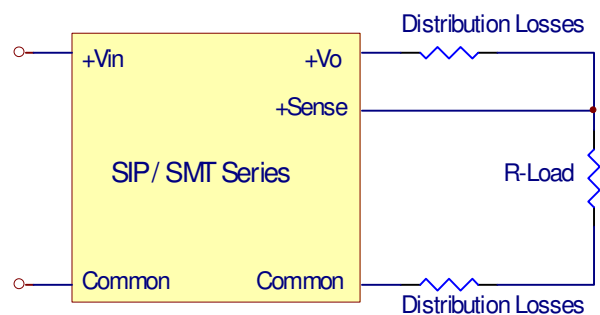 Distribution Losses
+Vin
+Vo
+Sense
SIP / SMT Series
R-Load
Common
Common
Distribution Losses